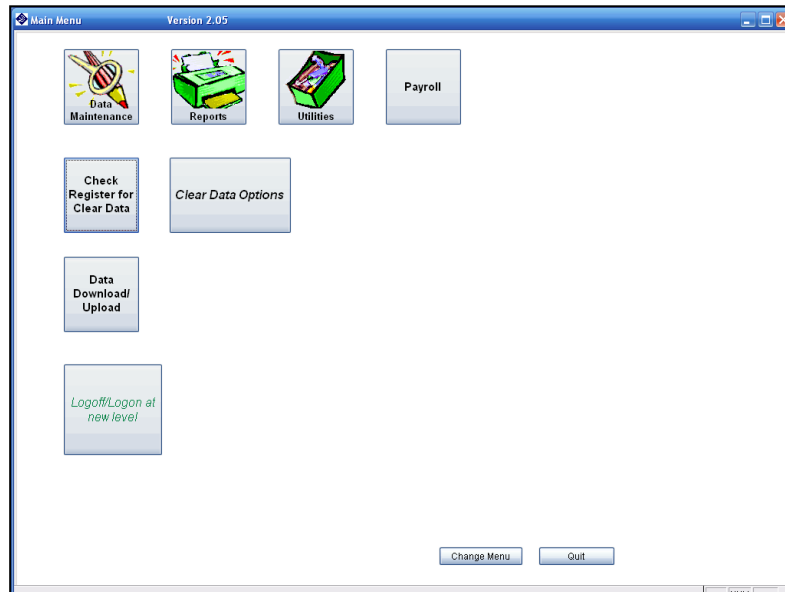 Main Menu Version 2.05
Data
Maintenance
Reports
Utilities
Payroll
Check
Register for
Clear Data
Clear Data Options
Data
Download/
Upload
Logoff/Logon at
new level
Change Menu
Quit